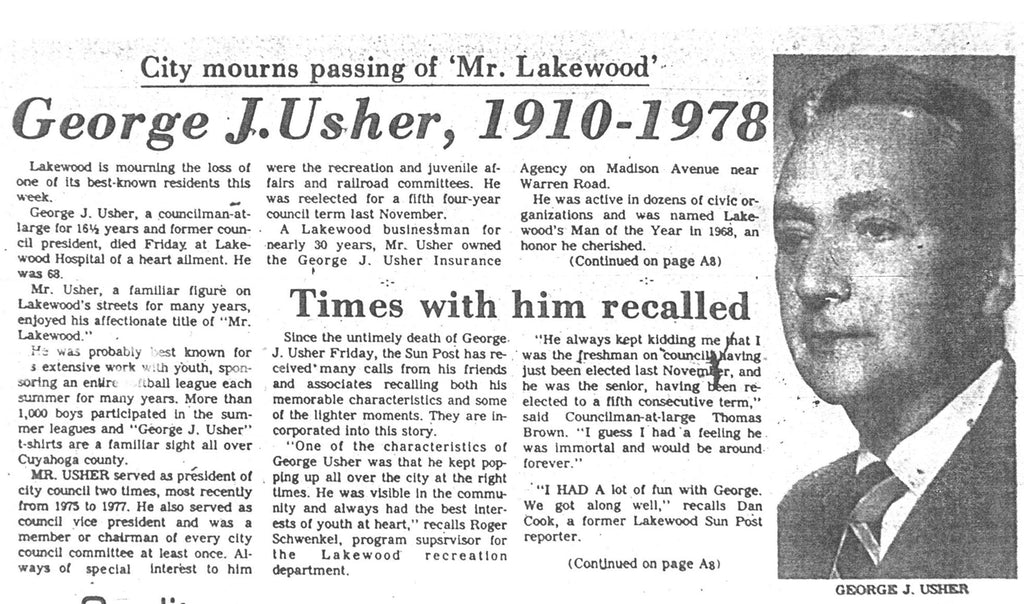 City mourns passing of 'Mr. Lakewood'
George J. Usher, 1910-1978
Lakewood is mourning the loss of
one of its best-known residents this
week.
George J. Usher, a councilman-at-
large for 16½ years and former coun-
cil president, died Friday at Lake-
wood Hospital of a heart ailment. He
was 68.
Mr. Usher, a familiar figure on
Lakewood's streets for many years,
enjoyed his affectionate title of "Mr.
Lakewood."
He was probably best known for
s extensive work with youth, spon-
soring an entire tball league each
summer for many years. More than
1,000 boys participated in the sum-
mer leagues and "George J. Usher"
t-shirts are a familiar sight all over
Cuyahoga county.
MR. USHER served as president of
city council two times, most recently
from 1975 to 1977. He also served as
council vice president and was a
member or chairman of every city
council committee at least once. Al-
ways of special interest to him
were the recreation and juvenile af-
fairs and railroad committees. He
was reelected for a fifth four-year
council term last November.
A Lakewood businessman for
nearly 30 years, Mr. Usher owned
the George J. Usher Insurance
Agency on Madison Avenue near
Warren Road.
He was active in dozens of civic or-
ganizations and was named Lake-
wood's Man of the Year in 1968, an
honor he cherished.
(Continued on page A8)
Times with him recalled
Since the untimely death of George
J. Usher Friday, the Sun Post has re-
ceived many calls from his friends
and associates recalling both his
memorable characteristics and some
of the lighter moments. They are in-
corporated into this story.
"One of the characteristics of
George Usher was that he kept pop-
ping up all over the city at the right
times. He was visible in the commu-
nity and always had the best inter-
ests of youth at heart," recalls Roger
Schwenkel, program supsrvisor for
the Lakewood recreation
department.
"He always kept kidding me that I
was the freshman on council, having
just been elected last November, and
he was the senior, having been re-
elected to a fifth consecutive term,"
said Councilman-at-large Thomas
Brown. "I guess I had a feeling he
was immortal and would be around
forever."
"I HAD A lot of fun with George.
We got along well," recalls Dan
Cook, a former Lakewood Sun Post
reporter.
(Continued on page A8)
GEORGE J. USHER